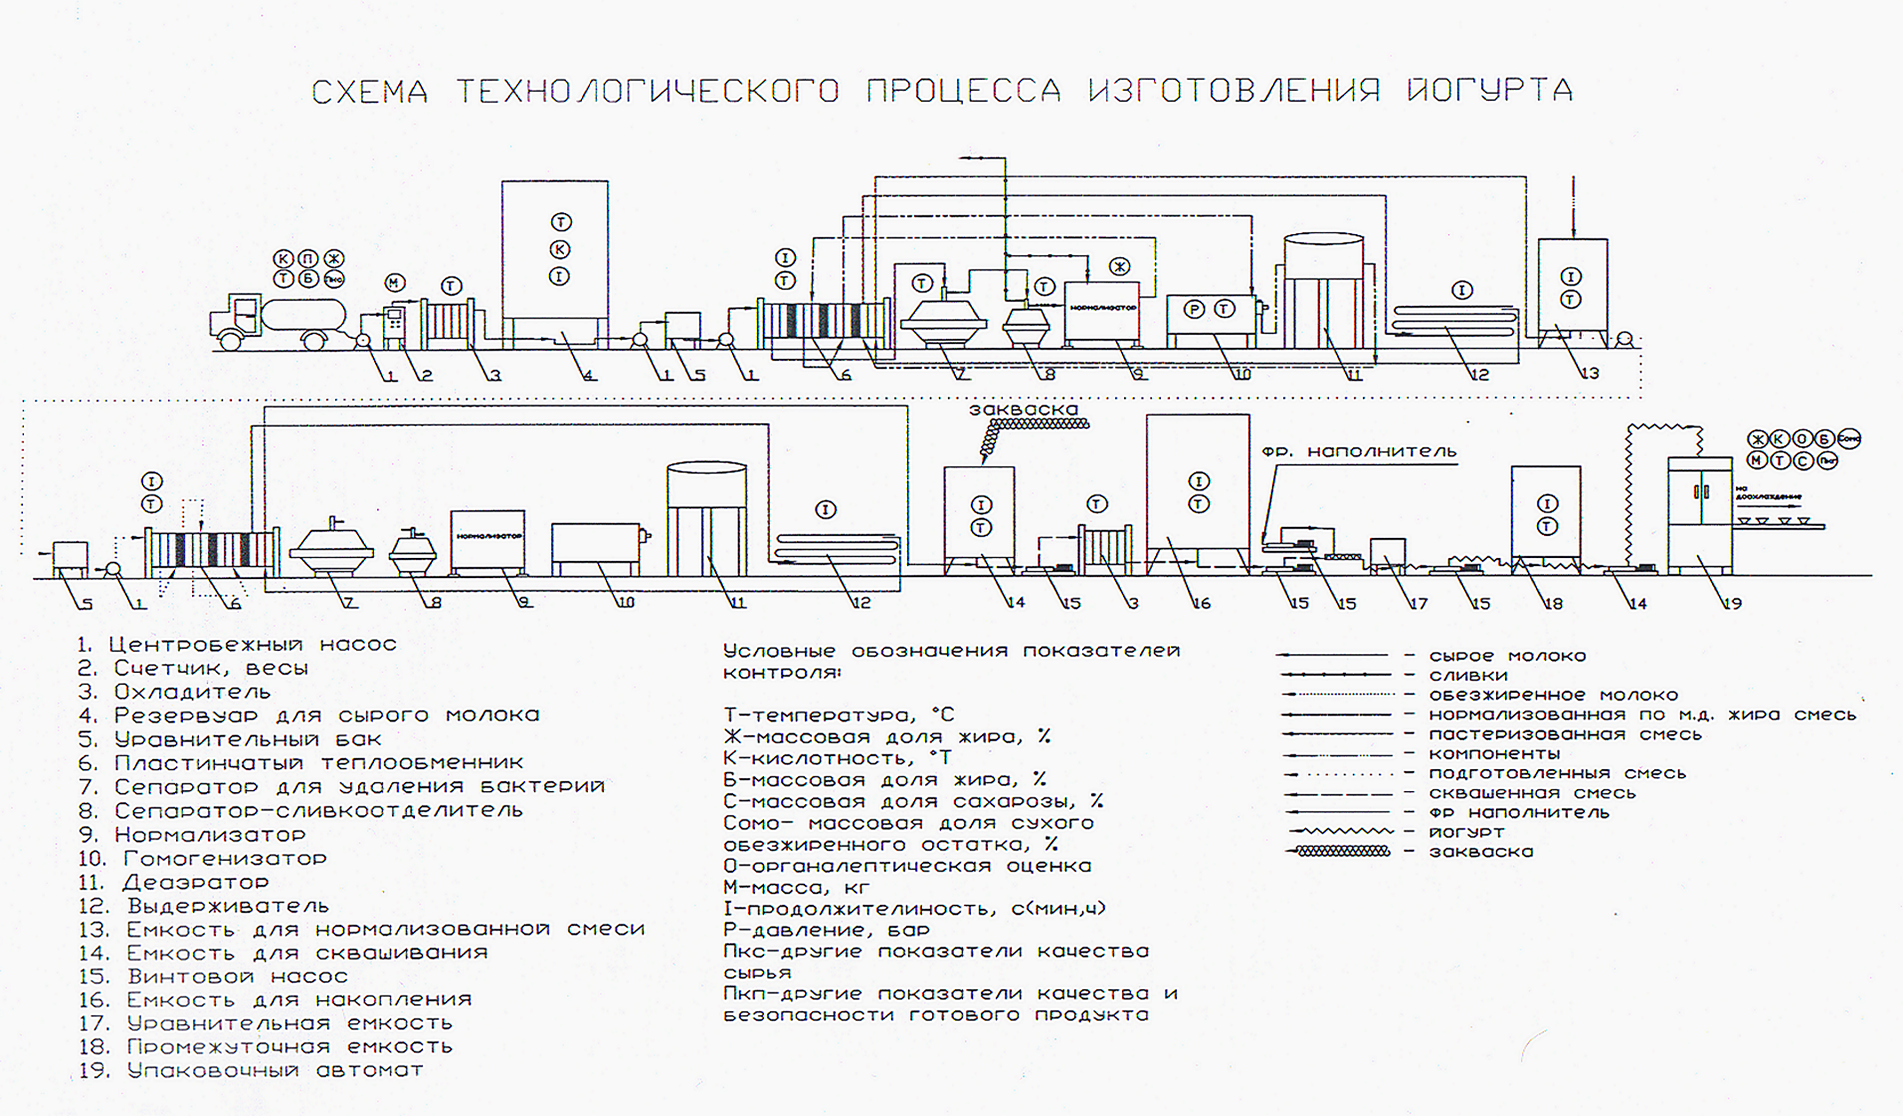 СХЕМА ТЕХНОЛОГИЧЕСКОГО ПРОЦЕССА ИЗГОТОВЛЕНИЯ ЙОГУРТА
К П Ж
Т Б Пкс
М
Т
Т
К
I
I
Т
Т
Т
Ж
НОРМАЛИЗАТОР
Р Т
I
I
Т
1 2 3 4 1 5 1 6 7 8 9 10 11 12 13
ЗАКВАСКА
ФР. НАПОЛНИТЕЛЬ
Ж К О Б Сомо
М Т С Пкп
на
доохлаждение
I
Т
НОРМАЛИЗАТОР
I
I
Т
Т
I
Т
I
Т
5 1 6 7 8 9 10 11 12 14 15 3 16 15 15 17 15 18 14 19
1. Центробежный насос
2. Счетчик, весы
3. Охладитель
4. Резервуар для сырого молока
5. Уравнительный бак
6. Пластинчатый теплообменник
7. Сепаратор для удаления бактерий
8. Сепаратор-сливкоотделитель
9. Нормализатор
10. Гомогенизатор
11. Деаэратор
12. Выдерживатель
13. Емкость для нормализованной смеси
14. Емкость для сквашивания
15. Винтовой насос
16. Емкость для накопления
17. Уравнительная емкость
18. Промежуточная емкость
19. Упаковочный автомат
Условные обозначения показателей
контроля:
Т-температура, °С
Ж-массовая доля жира, %
К-кислотность, °Т
Б-массовая доля жира, %
С-массовая доля сахарозы, %
Сомо- массовая доля сухого
обезжиренного остатка, %
О-органалептическая оценка
М-масса, кг
I-продолжителиность, с(мин,ч)
Р-давление, бар
Пкс-другие показатели качества
сырья
Пкп-другие показатели качества и
безопасности готового продукта
- сырое молоко
- сливки
- обезжиренное молоко
- нормализованная по м.д. жира смесь
- пастеризованная смесь
- компоненты
- подготовленныя смесь
- сквашенная смесь
- ФР наполнитель
- йогурт
- закваска